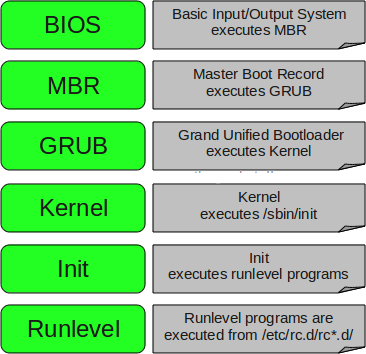 BIOS
Basic Input/Output System
executes MBR
MBR
Master Boot Record
executes GRUB
GRUB
Grand Unified Bootloader
executes Kernel
Kernel
Kernel
executes /sbin/init
Init
Init
executes runlevel programs
Runlevel
Runlevel programs are
executed from /etc/rc.d/rc*.d/